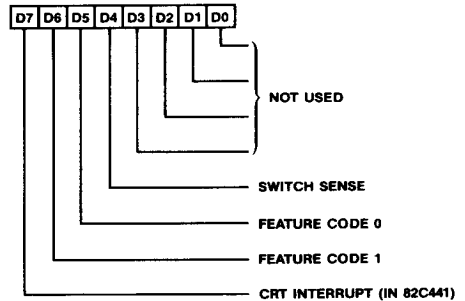 D7 D6 D5 D4 D3 D2 D1 D0
NOT USED
SWITCH SENSE
FEATURE CODE 0
FEATURE CODE 1
CRT INTERRUPT (IN 82C441)